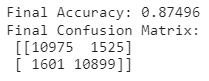 Final Accuracy: 0.87496
Final Confusion Matrix:
[[10975 1525]
[ 1601 10899]]